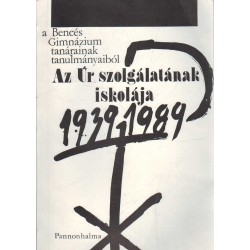 a Bencés
Gimnázium
tanárainak
tanulmányaiból
Az Úr szolgálatának
iskolája
1939-1989
Pannonhalma